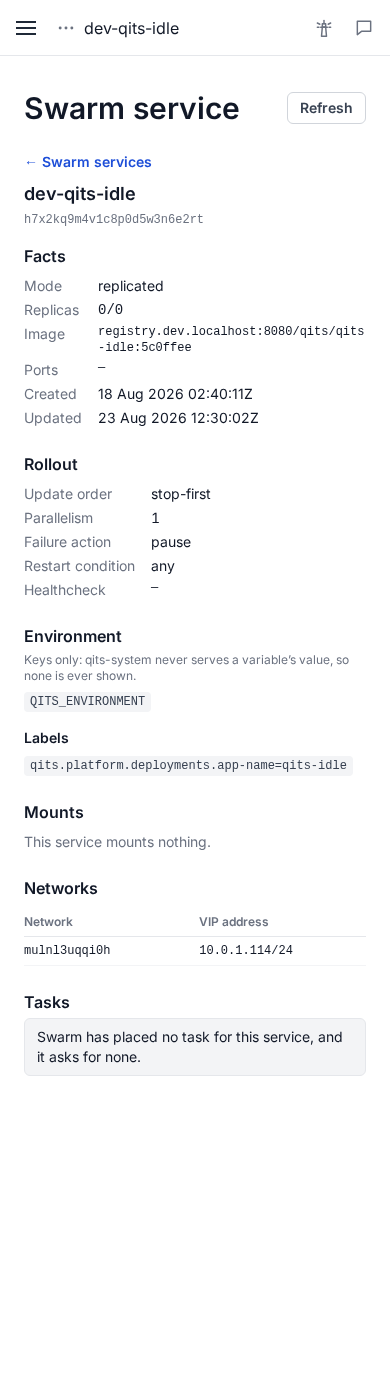 dev-qits-idle
Swarm service
Refresh
← Swarm services
dev-qits-idle
h7x2kq9m4v1c8p0d5w3n6e2rt
Facts
Mode replicated
Replicas 0/0
Image registry.dev.localhost:8080/qits/qits
-idle:5c0ffee
Ports –
Created 18 Aug 2026 02:40:11Z
Updated 23 Aug 2026 12:30:02Z
Rollout
Update order stop-first
Parallelism 1
Failure action pause
Restart condition any
Healthcheck –
Environment
Keys only: qits-system never serves a variable’s value, so
none is ever shown.
QITS_ENVIRONMENT
Labels
qits.platform.deployments.app-name=qits-idle
Mounts
This service mounts nothing.
Networks
Network VIP address
mulnl3uqqi0h 10.0.1.114/24
Tasks
Swarm has placed no task for this service, and
it asks for none.